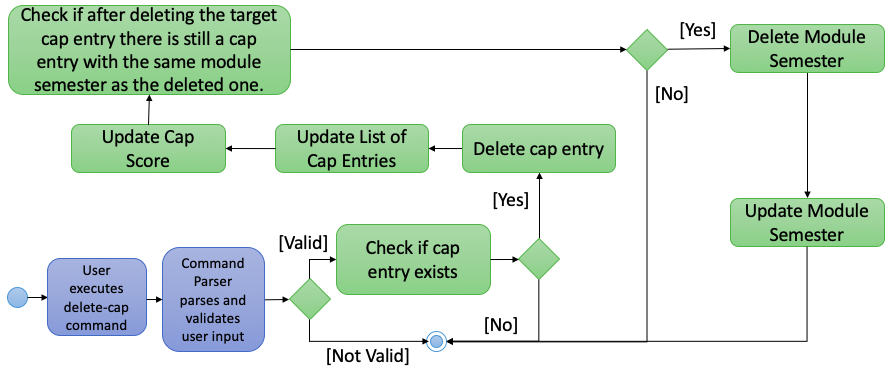 Check if after deleting the target
cap entry there is still a cap
entry with the same module
semester as the deleted one.
[Yes]
Delete Module
Semester
[No]
Update Cap
Score
Update List of
Cap Entries
Delete cap entry
[Yes]
Update Module
Semester
[Valid]
Check if cap
entry exists
User
executes
delete-cap
command
Command
Parser
parses and
validates
user input
[No]
[Not Valid]